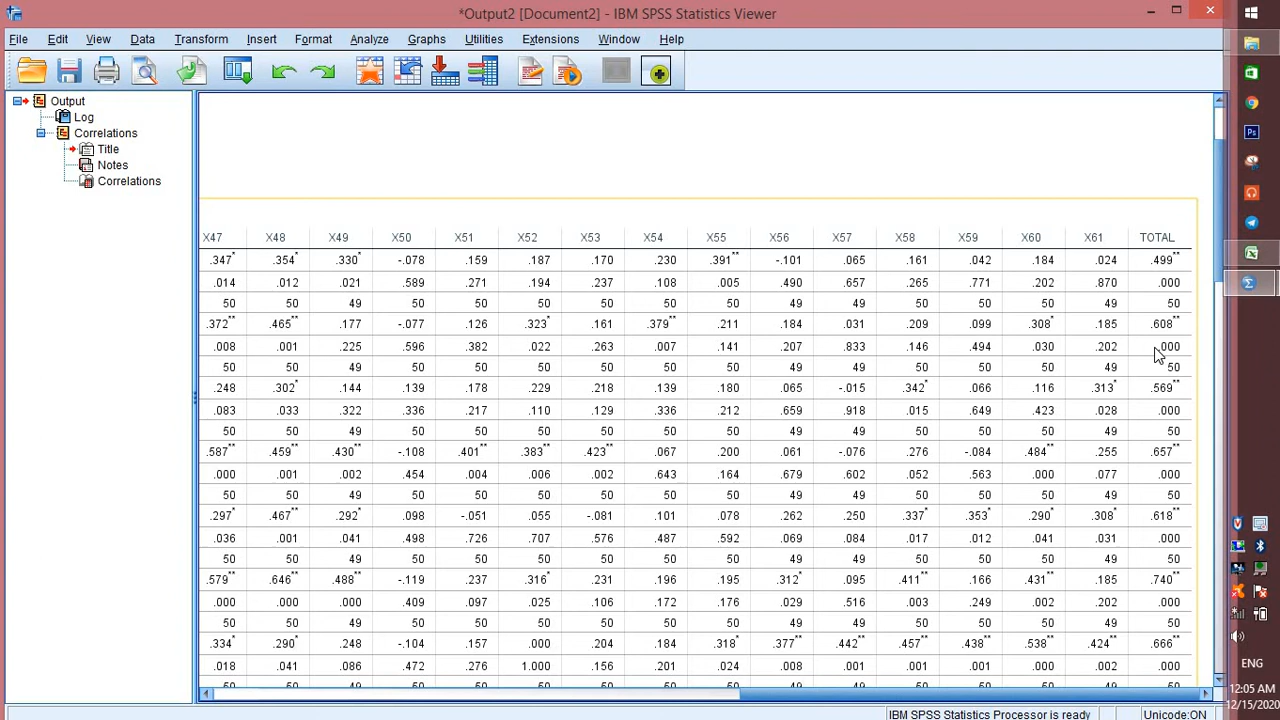 *Output2 [Document2] - IBM SPSS Statistics Viewer
File Edit View Data Transform Insert Format Analyze Graphs Utilities Extensions Window Help
Output
Log
Correlations
Title
Notes
Correlations
X47 X48 X49 X50 X51 X52 X53 X54 X55 X56 X57 X58 X59 X60 X61 TOTAL
.347* .354* .330* -.078 .159 .187 .170 .230 .391** -.101 .065 .161 .042 .184 .024 .499**
.014 .012 .021 .589 .271 .194 .237 .108 .005 .490 .657 .265 .771 .202 .870 .000
50 50 49 50 50 50 50 50 50 49 49 50 50 50 49 50
.372** .465** .177 -.077 .126 .323* .161 .379** .211 .184 .031 .209 .099 .308* .185 .608**
.008 .001 .225 .596 .382 .022 .263 .007 .141 .207 .833 .146 .494 .030 .202 .000
50 50 49 50 50 50 50 50 50 49 49 50 50 50 49 50
.248 .302* .144 .139 .178 .229 .218 .139 .180 .065 -.015 .342* .066 .116 .313* .569**
.083 .033 .322 .336 .217 .110 .129 .336 .212 .659 .918 .015 .649 .423 .028 .000
50 50 49 50 50 50 50 50 50 49 49 50 50 50 49 50
.587** .459** .430** -.108 .401** .383** .423** .067 .200 .061 -.076 .276 -.084 .484** .255 .657**
.000 .001 .002 .454 .004 .006 .002 .643 .164 .679 .602 .052 .563 .000 .077 .000
50 50 49 50 50 50 50 50 50 49 49 50 50 50 49 50
.297* .467** .292* .098 -.051 .055 -.081 .101 .078 .262 .250 .337* .353* .290* .308* .618**
.036 .001 .041 .498 .726 .707 .576 .487 .592 .069 .084 .017 .012 .041 .031 .000
50 50 49 50 50 50 50 50 50 49 49 50 50 50 49 50
.579** .646** .488** -.119 .237 .316* .231 .196 .195 .312* .095 .411** .166 .431** .185 .740**
.000 .000 .000 .409 .097 .025 .106 .172 .176 .029 .516 .003 .249 .002 .202 .000
50 50 49 50 50 50 50 50 50 49 49 50 50 50 49 50
.334* .290* .248 -.104 .157 .000 .204 .184 .318* .377** .442** .457** .438** .538** .424** .666**
.018 .041 .086 .472 .276 1.000 .156 .201 .024 .008 .001 .001 .001 .000 .002 .000
50 50 49 50 50 50 50 50 50 49 49 50 50 50 49 50
IBM SPSS Statistics Processor is ready Unicode:ON
Ps
ENG
12:05 AM
12/15/2020